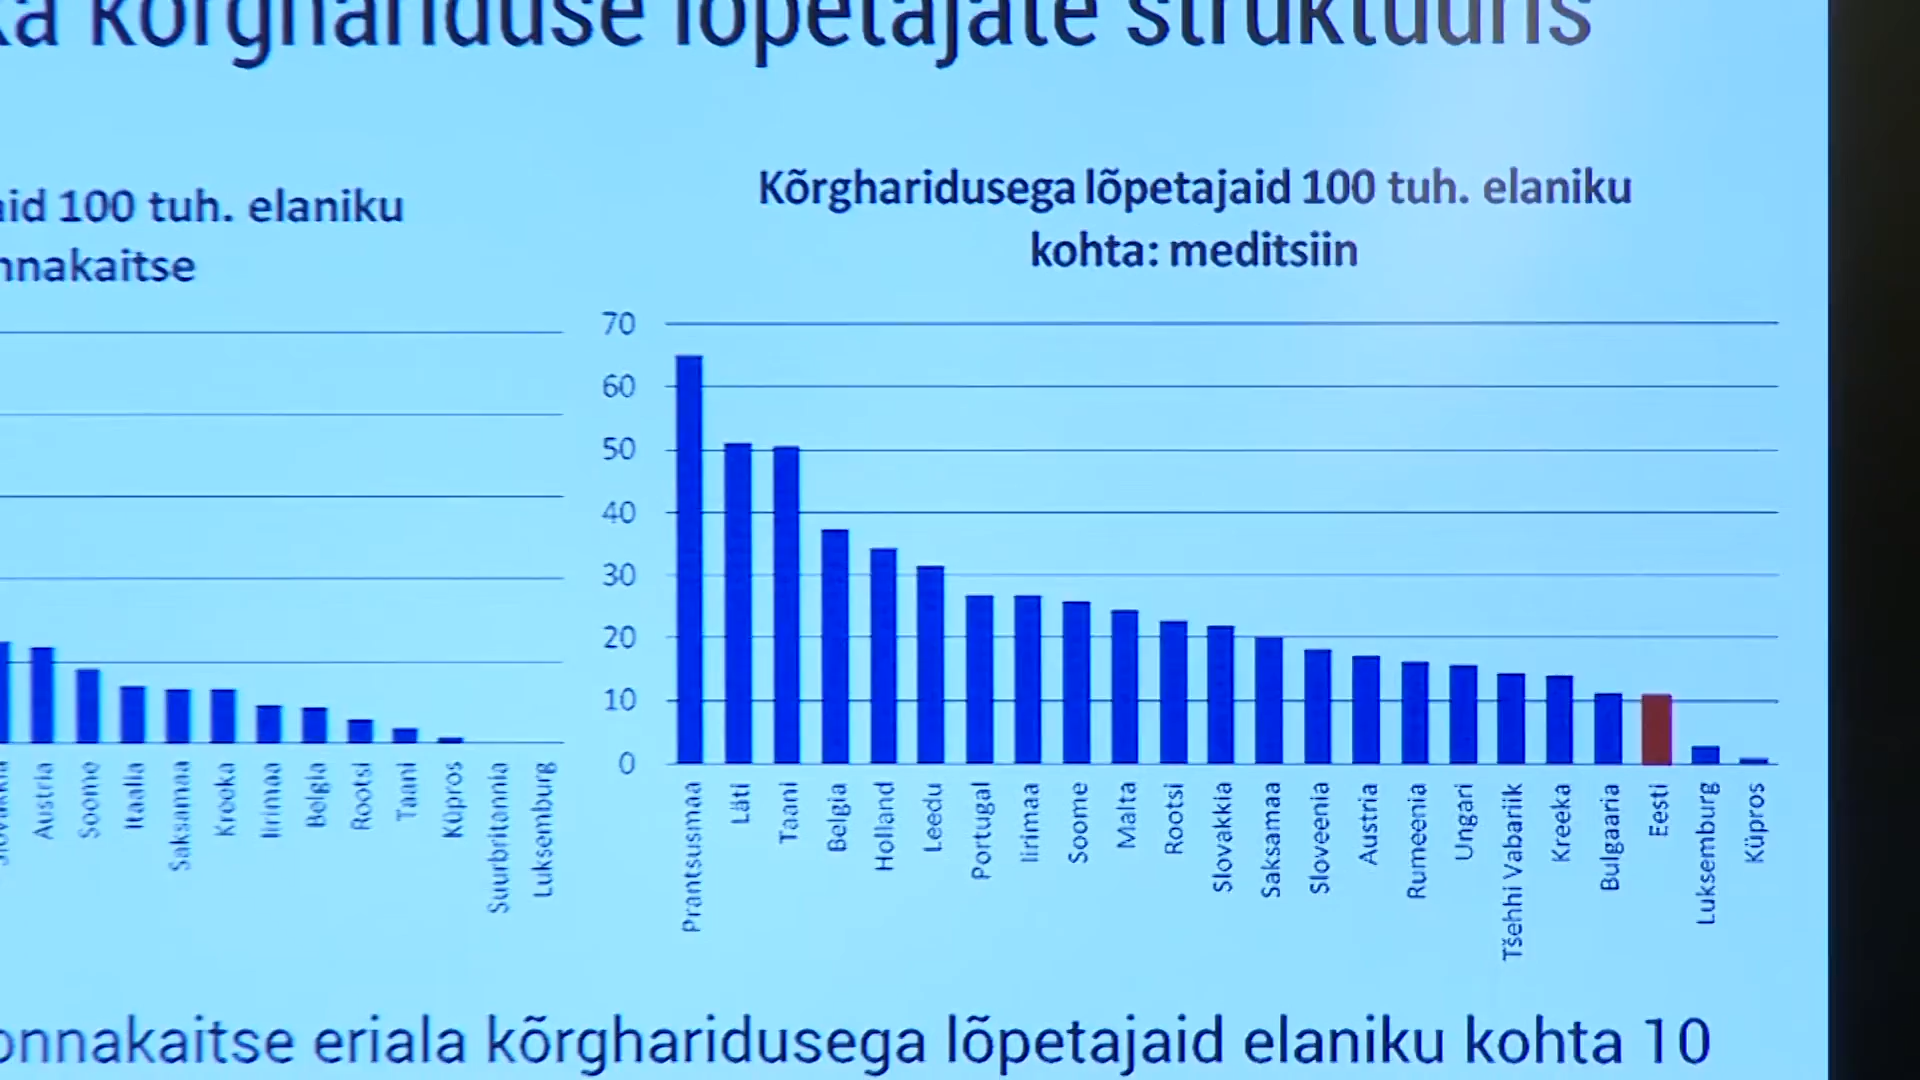 kõrghariduse lõpetajate struktuuris
100 tuh. elaniku
Kõrgharidusega lõpetajaid 100 tuh. elaniku
kohta: meditsiin
70
60
50
40
30
20
10
0
Austria
Soome
Itaalia
Saksamaa
Kreeka
Iirimaa
Belgia
Rootsi
Taani
Küpros
Suurbritannia
Luksemburg
Prantsusmaa
Läti
Taani
Belgia
Holland
Leedu
Portugal
Iirimaa
Soome
Malta
Rootsi
Slovakkia
Saksamaa
Sloveenia
Austria
Rumeenia
Ungari
Tšehhi Vabariik
Kreeka
Bulgaaria
Eesti
Luksemburg
Küpros
eriala kõrgharidusega lõpetajaid elaniku kohta 10